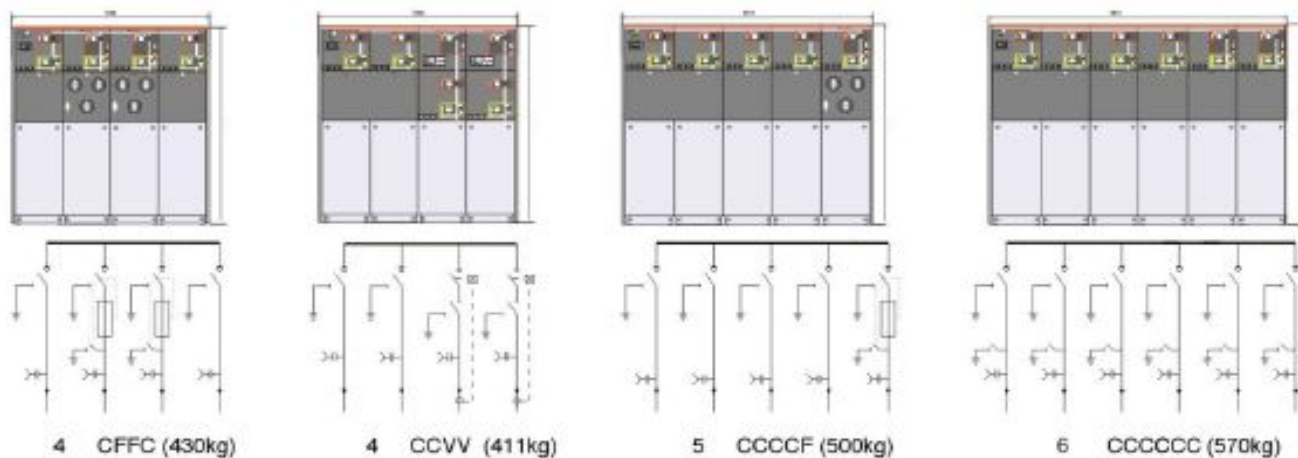 4 CFFC (430kg)
4 CCVV (411kg)
5 CCCCF (500kg)
6 CCCCCC (570kg)